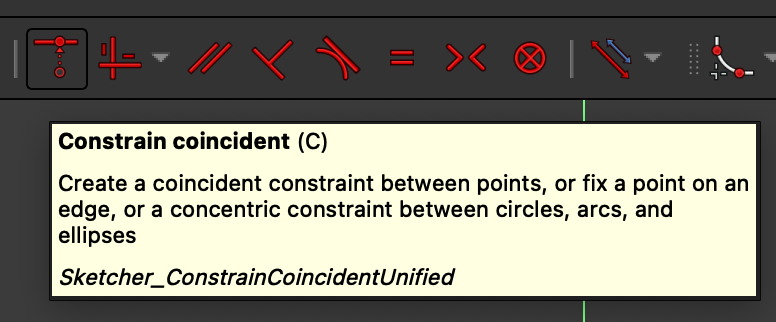 Constrain coincident (C)
Create a coincident constraint between points, or fix a point on an
edge, or a concentric constraint between circles, arcs, and
ellipses
Sketcher_ConstrainCoincidentUnified